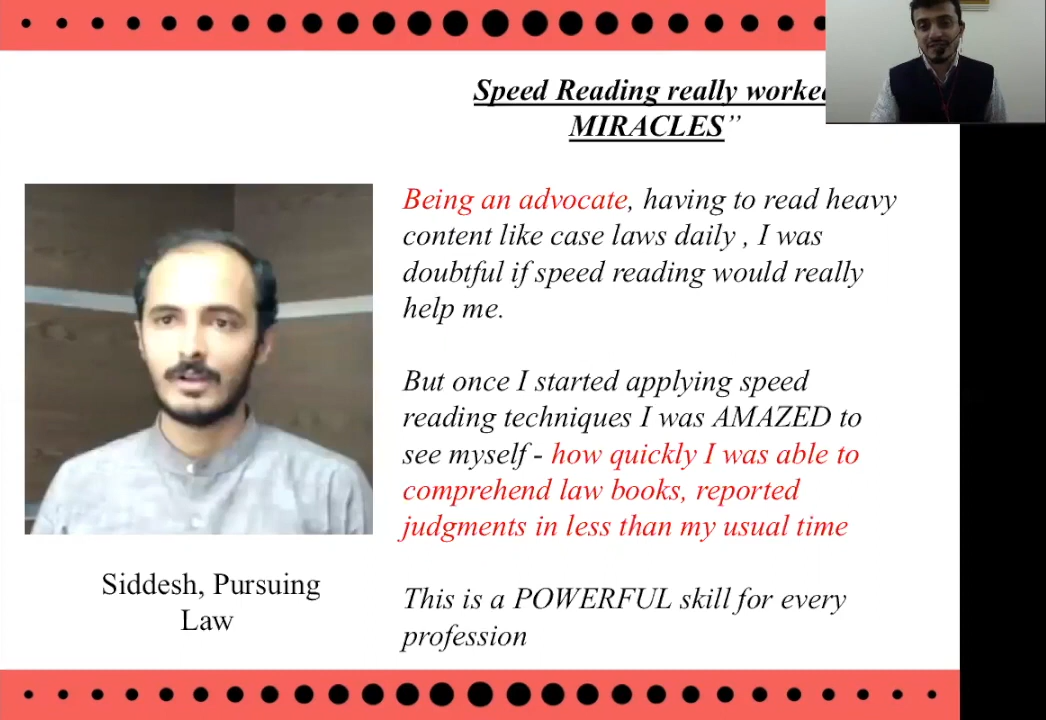 Speed Reading really worked
MIRACLES”
Being an advocate, having to read heavy
content like case laws daily , I was
doubtful if speed reading would really
help me.
But once I started applying speed
reading techniques I was AMAZED to
see myself - how quickly I was able to
comprehend law books, reported
judgments in less than my usual time
This is a POWERFUL skill for every
profession
Siddesh, Pursuing
Law